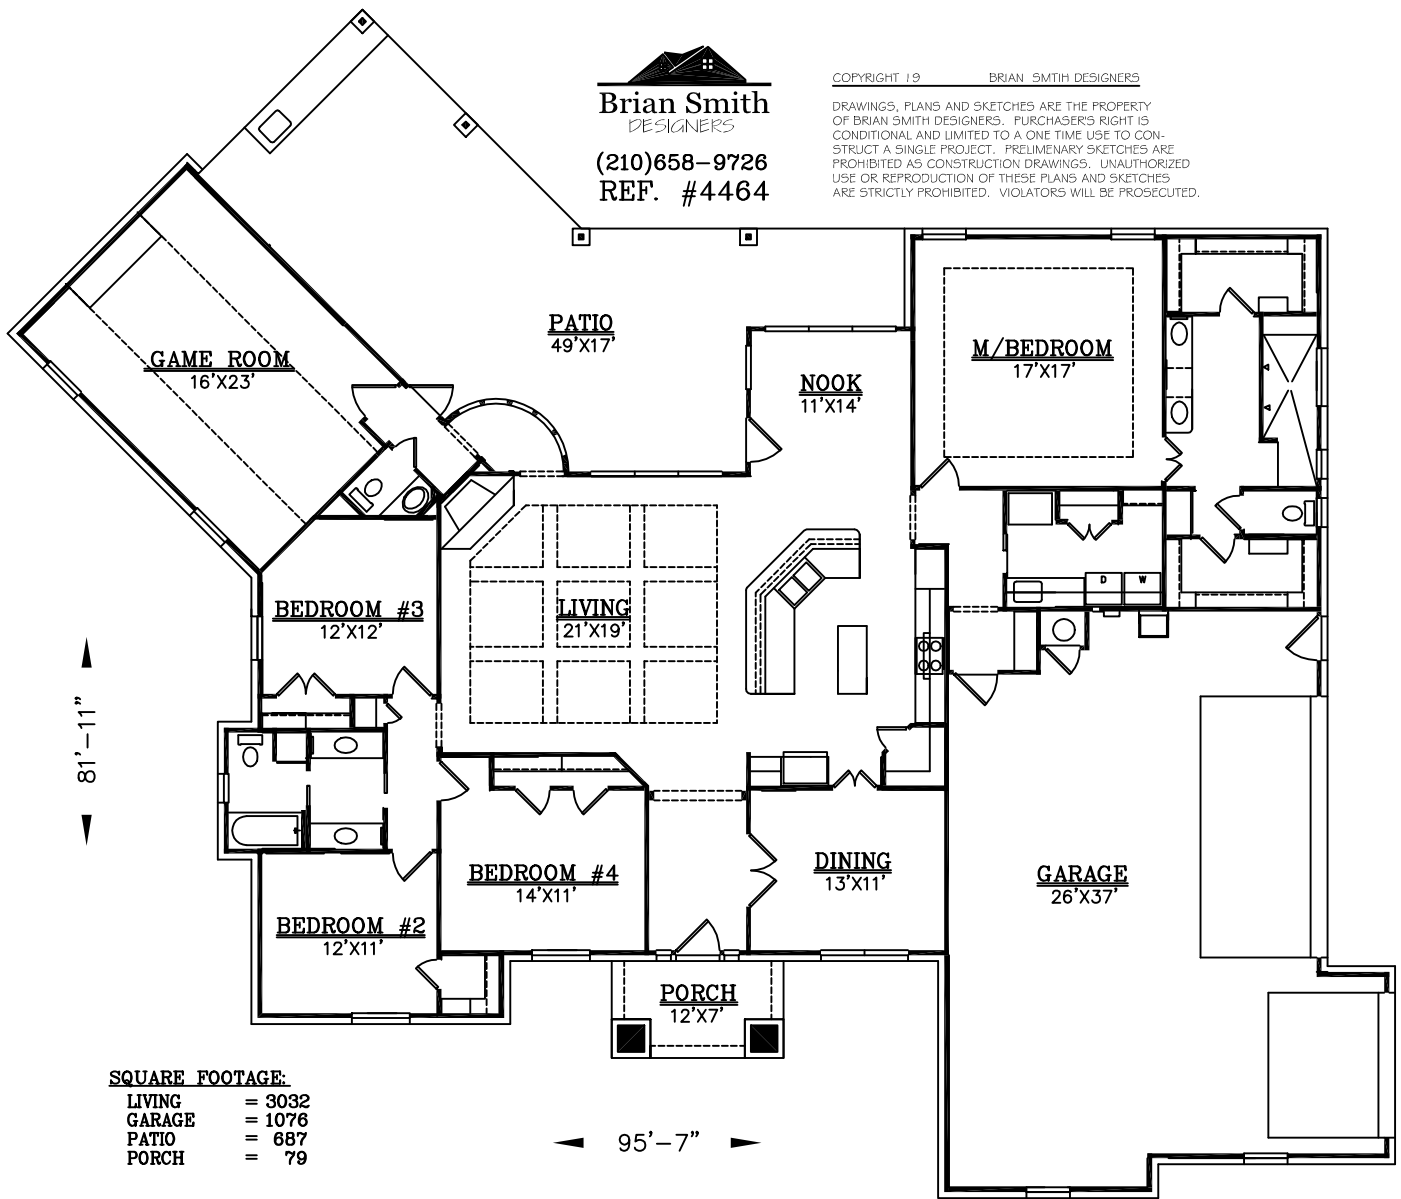 Brian Smith
DESIGNERS
(210)658-9726
REF. #4464
COPYRIGHT 19 BRIAN SMTIH DESIGNERS
DRAWINGS, PLANS AND SKETCHES ARE THE PROPERTY
OF BRIAN SMITH DESIGNERS. PURCHASER'S RIGHT IS
CONDITIONAL AND LIMITED TO A ONE TIME USE TO CON-
STRUCT A SINGLE PROJECT. PRELIMENARY SKETCHES ARE
PROHIBITED AS CONSTRUCTION DRAWINGS. UNAUTHORIZED
USE OR REPRODUCTION OF THESE PLANS AND SKETCHES
ARE STRICTLY PROHIBITED. VIOLATORS WILL BE PROSECUTED.
PATIO
49'X17'
GAME ROOM
16'X23'
NOOK
11'X14'
M/BEDROOM
17'X17'
BEDROOM #3
12'X12'
LIVING
21'X19'
D
W
81'-11"
BEDROOM #4
14'X11'
DINING
13'X11'
GARAGE
26'X37'
BEDROOM #2
12'X11'
PORCH
12'X7'
SQUARE FOOTAGE:
LIVING = 3032
GARAGE = 1076
PATIO = 687
PORCH = 79
95'-7"